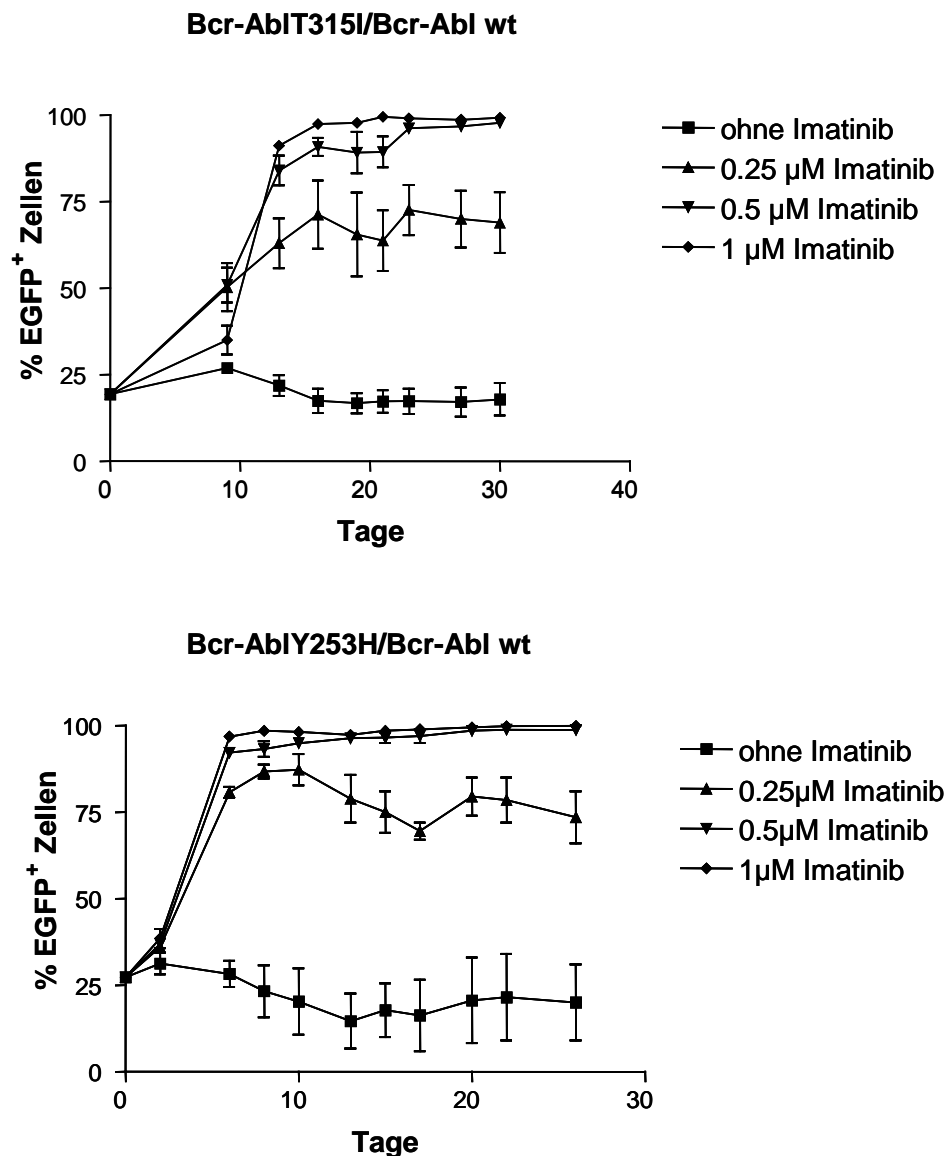 Bcr-AblT315I/Bcr-Abl wt
% EGFP+ Zellen
100
75
50
25
0
0 10 20 30 40
Tage
ohne Imatinib
0.25 µM Imatinib
0.5 µM Imatinib
1 µM Imatinib
Bcr-AblY253H/Bcr-Abl wt
% EGFP+ Zellen
100
75
50
25
0
0 10 20 30
Tage
ohne Imatinib
0.25µM Imatinib
0.5µM Imatinib
1µM Imatinib